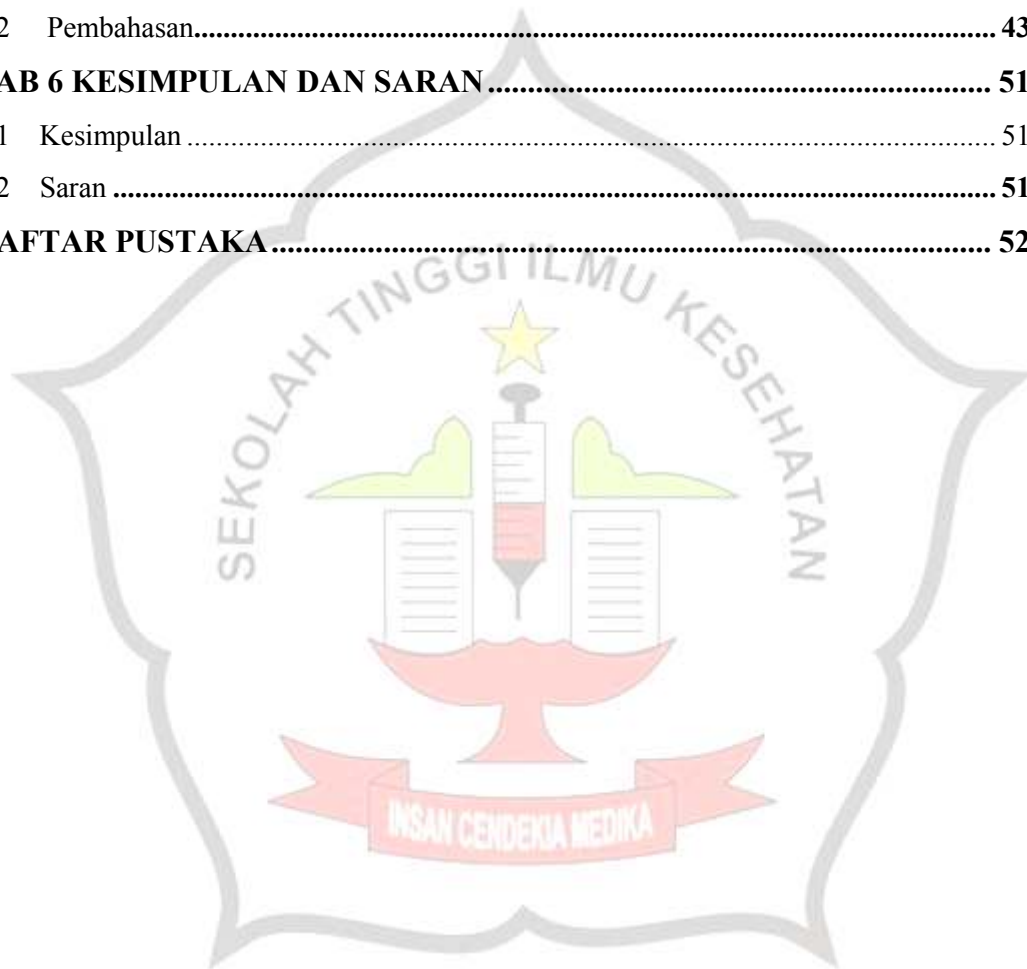 2 Pembahasan........ 43
AB 6 KESIMPULAN DAN SARAN........ 51
1 Kesimpulan........ 51
2 Saran........ 51
AFTAR PUSTAKA........ 52
SEKOLAH TINGGI ILMU KESEHATAN
INSAN CENDEKIA MEDIKA